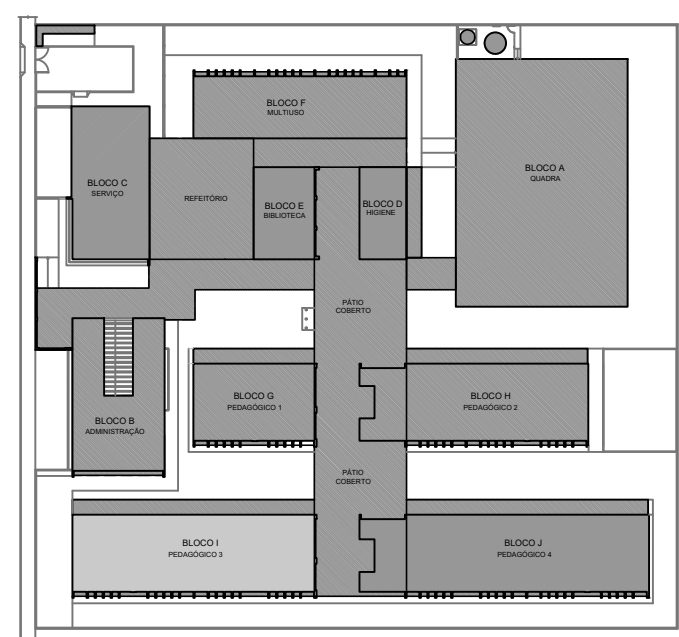 BLOCO F
MULTIUSO
BLOCO A
QUADRA
BLOCO C
SERVIÇO
REFEITÓRIO
BLOCO E
BIBLIOTECA
BLOCO D
HIGIENE
PÁTIO
COBERTO
BLOCO G
PEDAGÓGICO 1
BLOCO H
PEDAGÓGICO 2
BLOCO B
ADMINISTRAÇÃO
PÁTIO
COBERTO
BLOCO I
PEDAGÓGICO 3
BLOCO J
PEDAGÓGICO 4